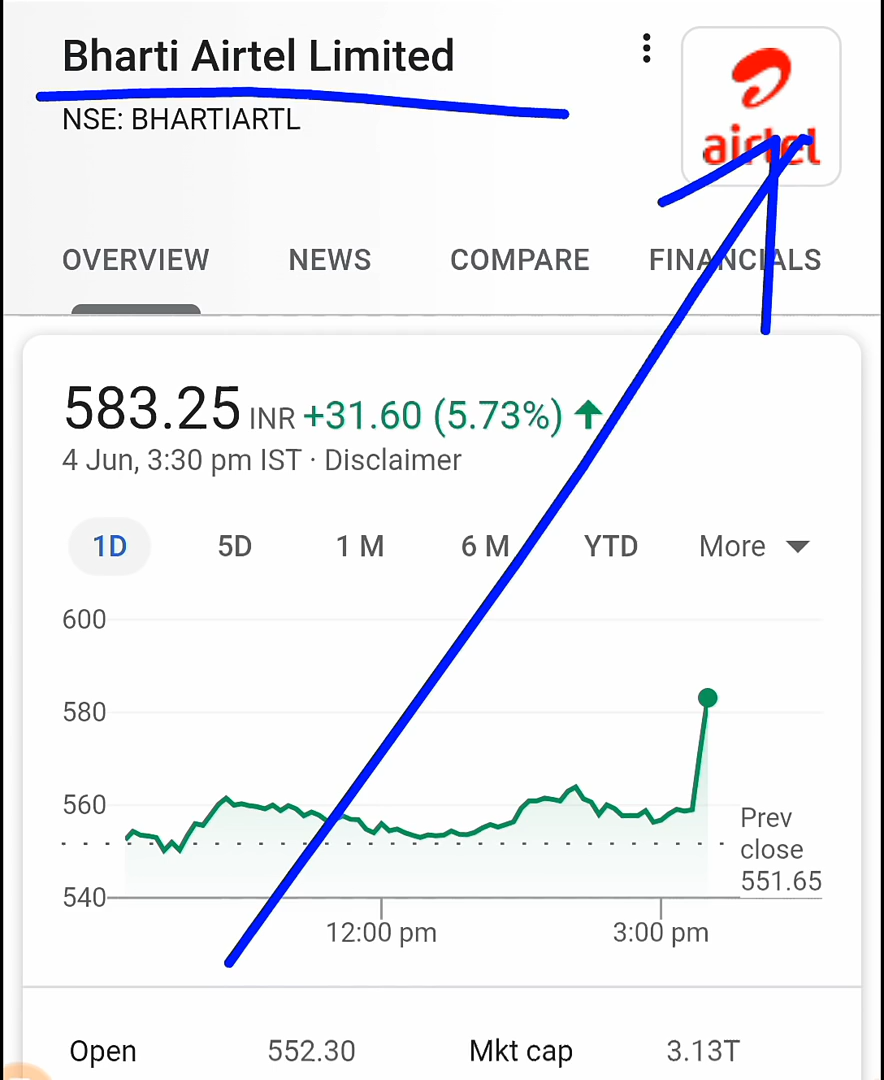 Bharti Airtel Limited
NSE: BHARTIARTL
airtel
OVERVIEW NEWS COMPARE FINANCIALS
583.25 INR +31.60 (5.73%)
4 Jun, 3:30 pm IST · Disclaimer
1D 5D 1 M 6 M YTD More
600
580
560
Prev
close
551.65
540
12:00 pm 3:00 pm
Open 552.30 Mkt cap 3.13T